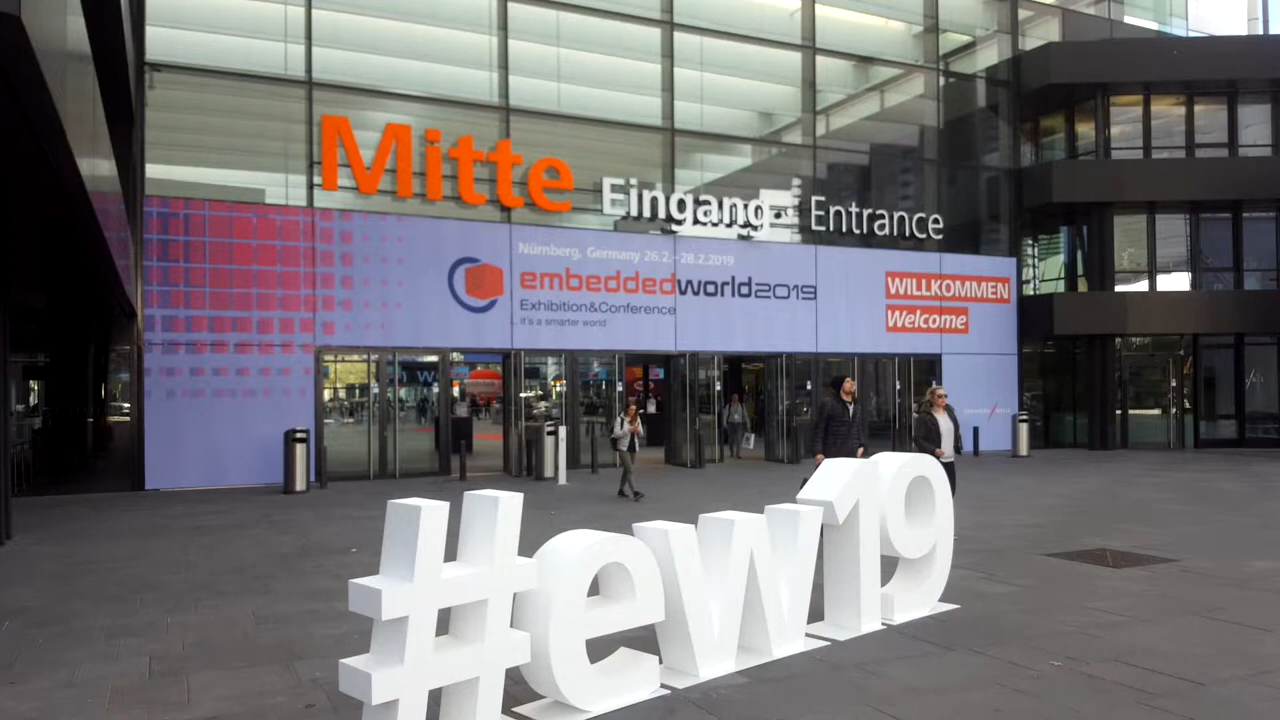 Mitte Eingang Entrance
Nürnberg, Germany 26.2.-28.2.2019
embeddedworld2019
Exhibition&Conference
... it's a smarter world
WILLKOMMEN
Welcome
#ew19